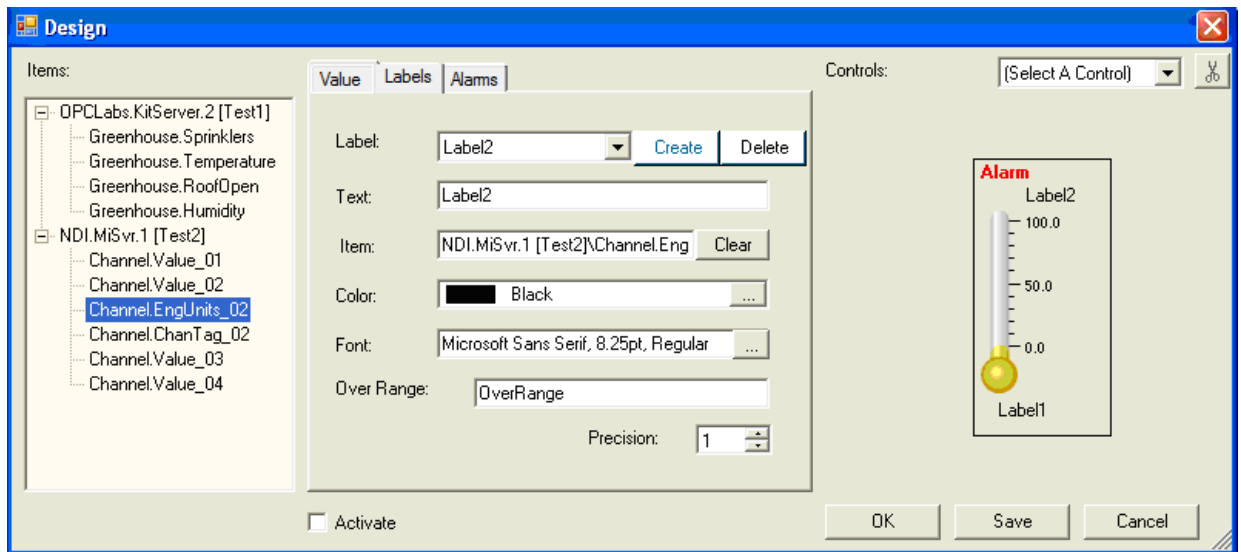 Design
Items:
OPCLabs.KitServer.2 [Test1]
Greenhouse.Sprinklers
Greenhouse.Temperature
Greenhouse.RoofOpen
Greenhouse.Humidity
NDI.MiSvr.1 [Test2]
Channel.Value_01
Channel.Value_02
Channel.EngUnits_02
Channel.ChanTag_02
Channel.Value_03
Channel.Value_04
Value Labels Alarms
Label: Label2 Create Delete
Text: Label2
Item: NDI.MiSvr.1 [Test2]\Channel.Eng Clear
Color: Black ...
Font: Microsoft Sans Serif, 8.25pt, Regular ...
Over Range: OverRange
Precision: 1
Activate
Controls: (Select A Control)
Alarm
Label2
100.0
50.0
0.0
Label1
OK Save Cancel